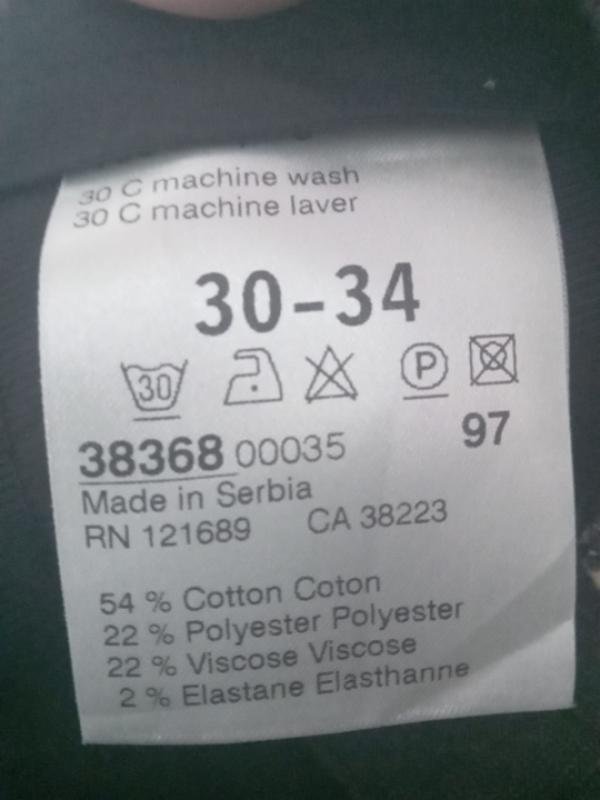 30 C machine wash
30 C machine laver
30-34
30 P
97
38368 00035
Made in Serbia
RN 121689 CA 38223
54 % Cotton Coton
22 % Polyester Polyester
22 % Viscose Viscose
2 % Elastane Elasthanne